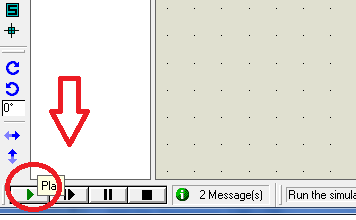 0°
Pla
2 Message(s)
Run the simula